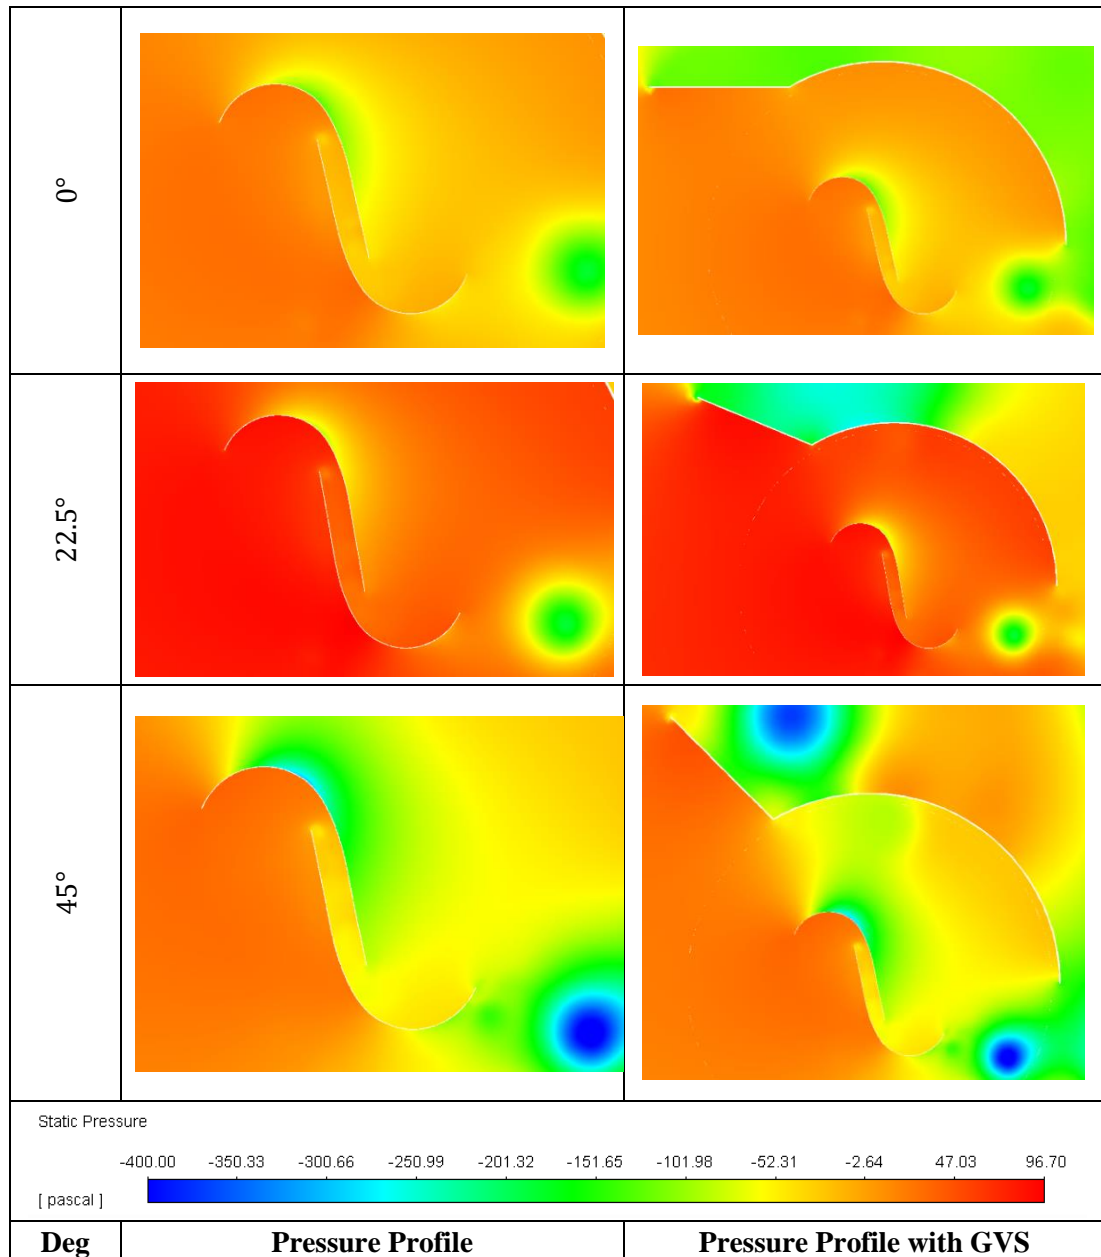 0°
22.5°
45°
Static Pressure
-400.00 -350.33 -300.66 -250.99 -201.32 -151.65 -101.98 -52.31 -2.64 47.03 96.70
[ pascal ]
Deg Pressure Profile Pressure Profile with GVS